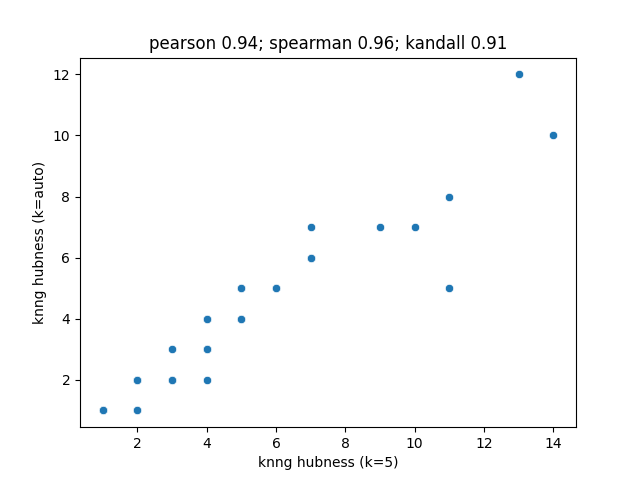 pearson 0.94; spearman 0.96; kandall 0.91
12
10
8
6
4
2
knng hubness (k=auto)
2 4 6 8 10 12 14
knng hubness (k=5)